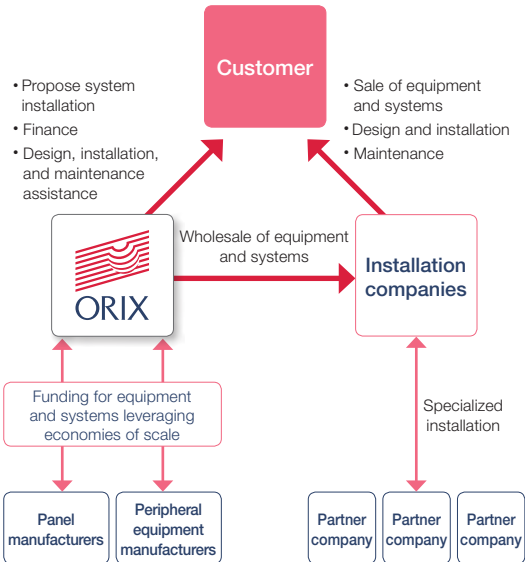 Customer
• Propose system
installation
• Finance
• Design, installation,
and maintenance
assistance
• Sale of equipment
and systems
• Design and installation
• Maintenance
ORIX
Wholesale of equipment
and systems
Installation
companies
Funding for equipment
and systems leveraging
economies of scale
Specialized
installation
Panel
manufacturers
Peripheral
equipment
manufacturers
Partner
company
Partner
company
Partner
company